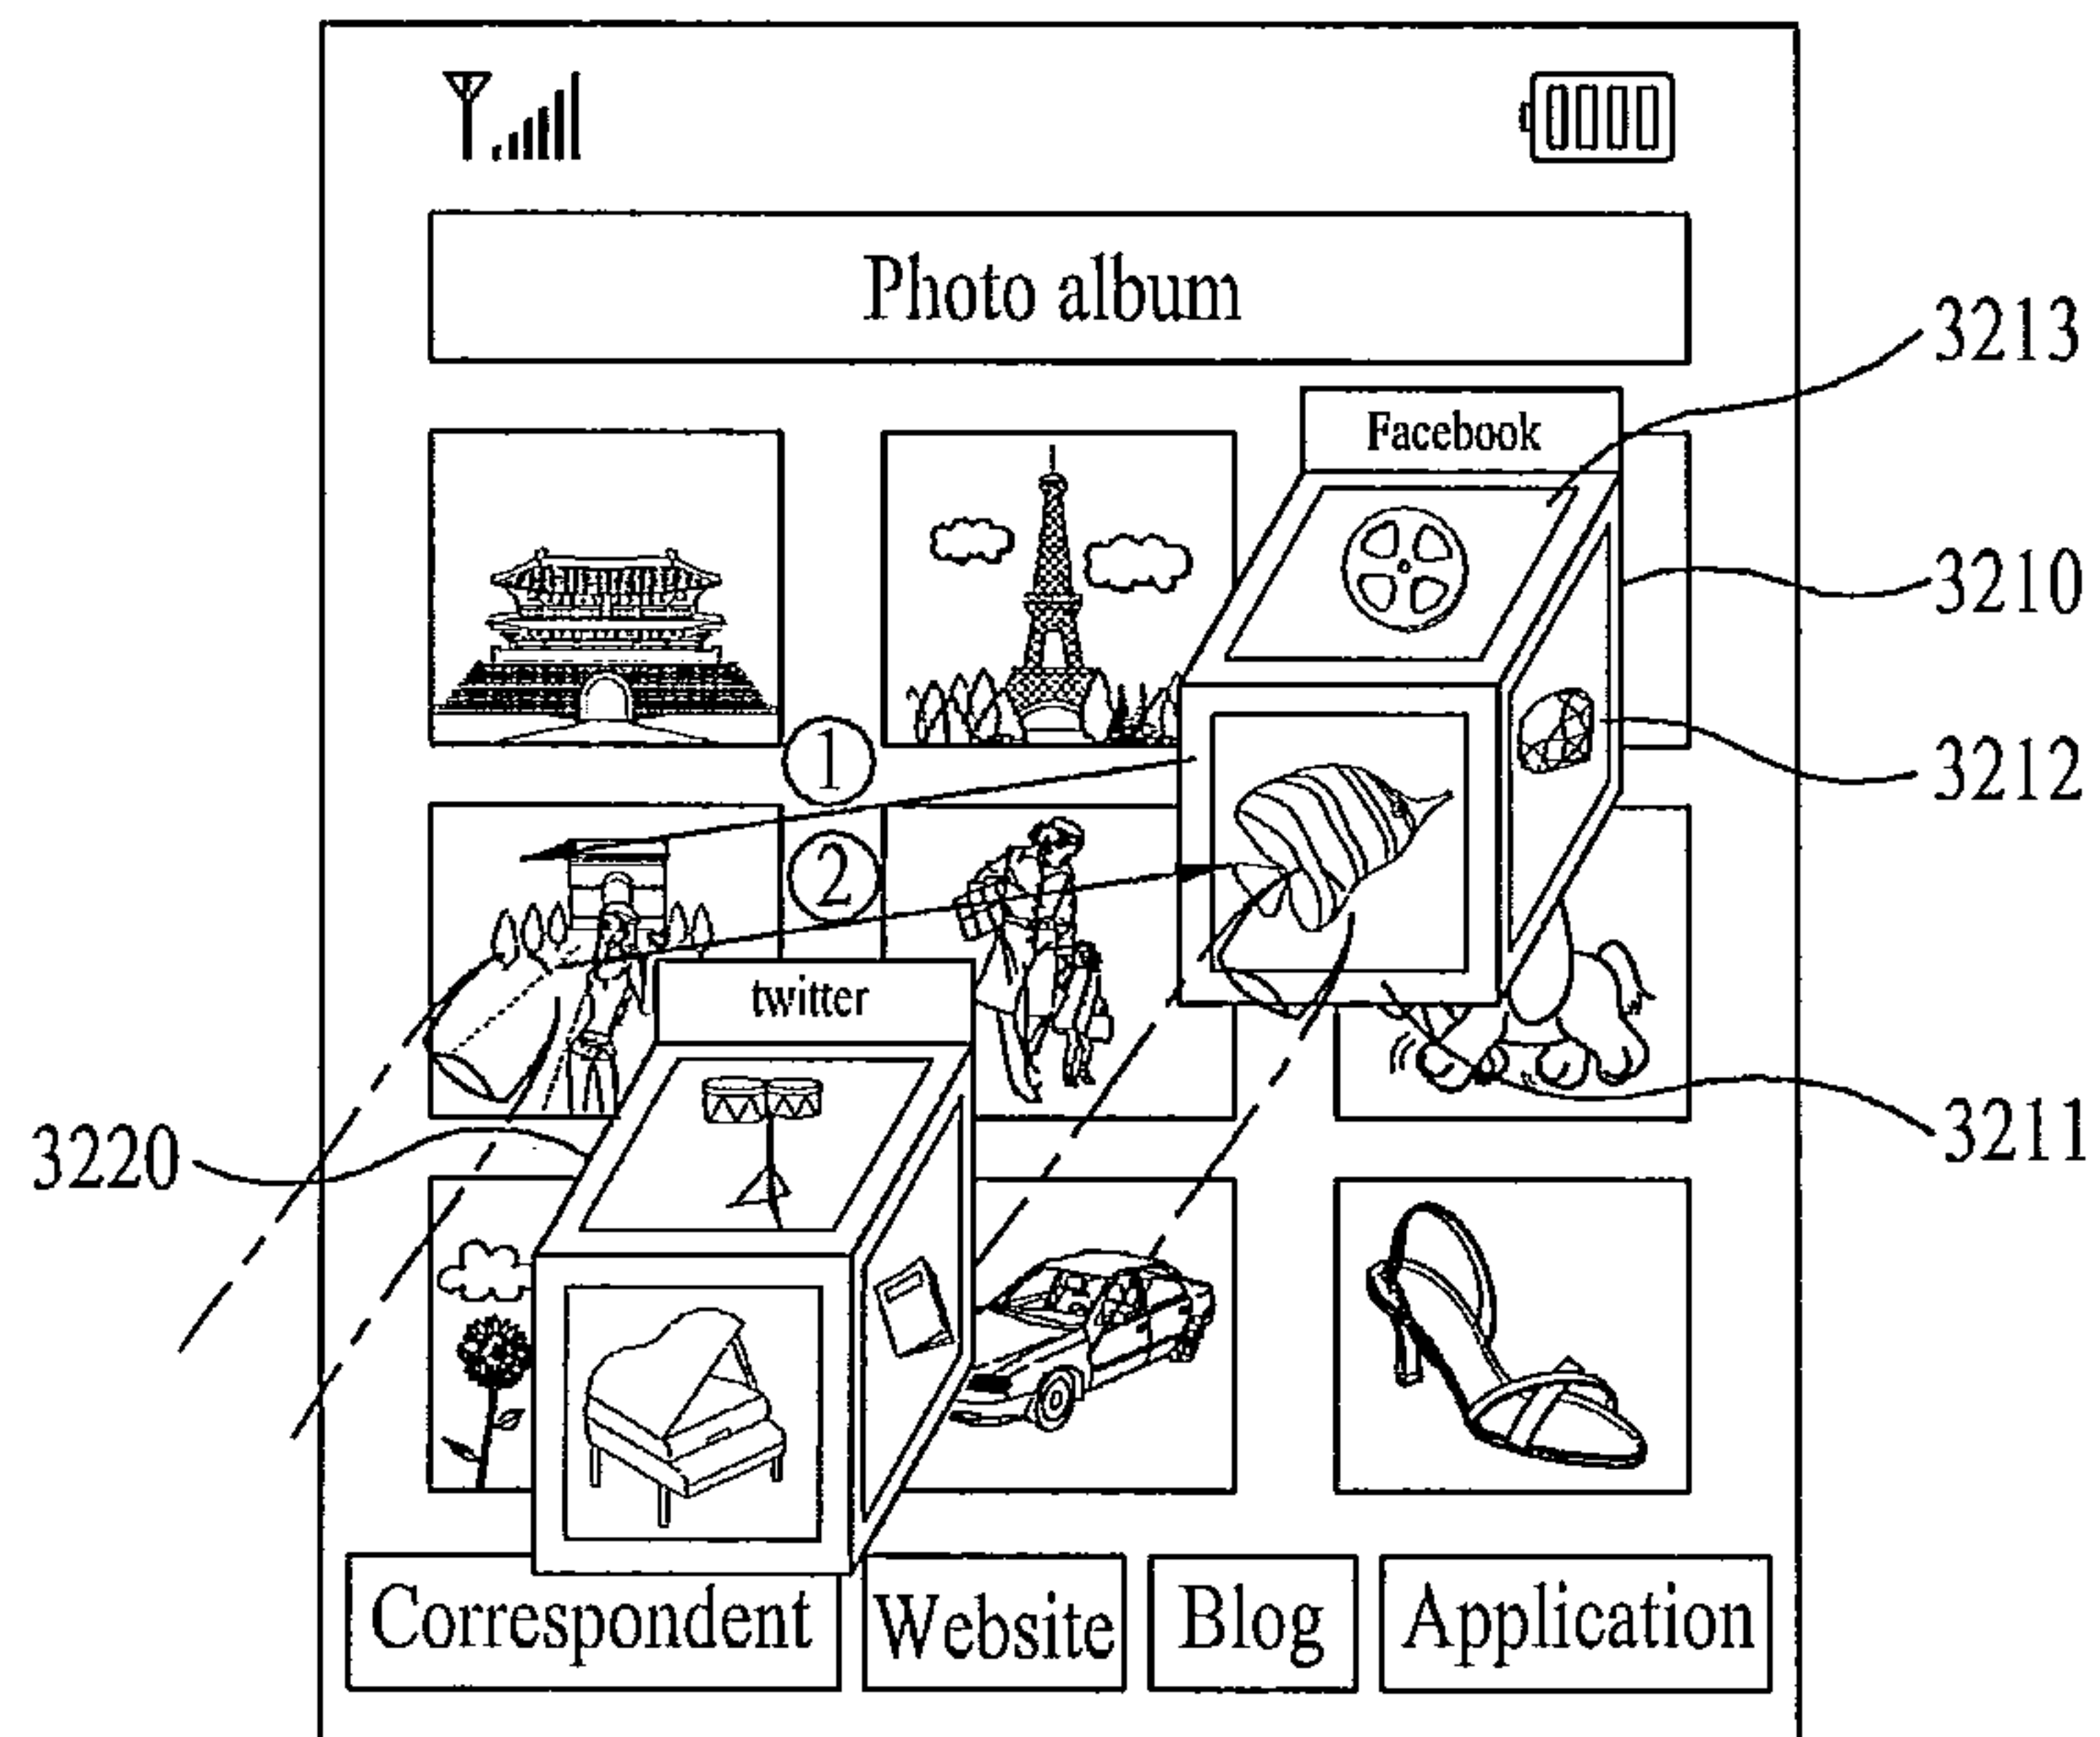 Photo album
3213
Facebook
3210
3212
1
2
twitter
3211
3220
Correspondent
Website
Blog
Application